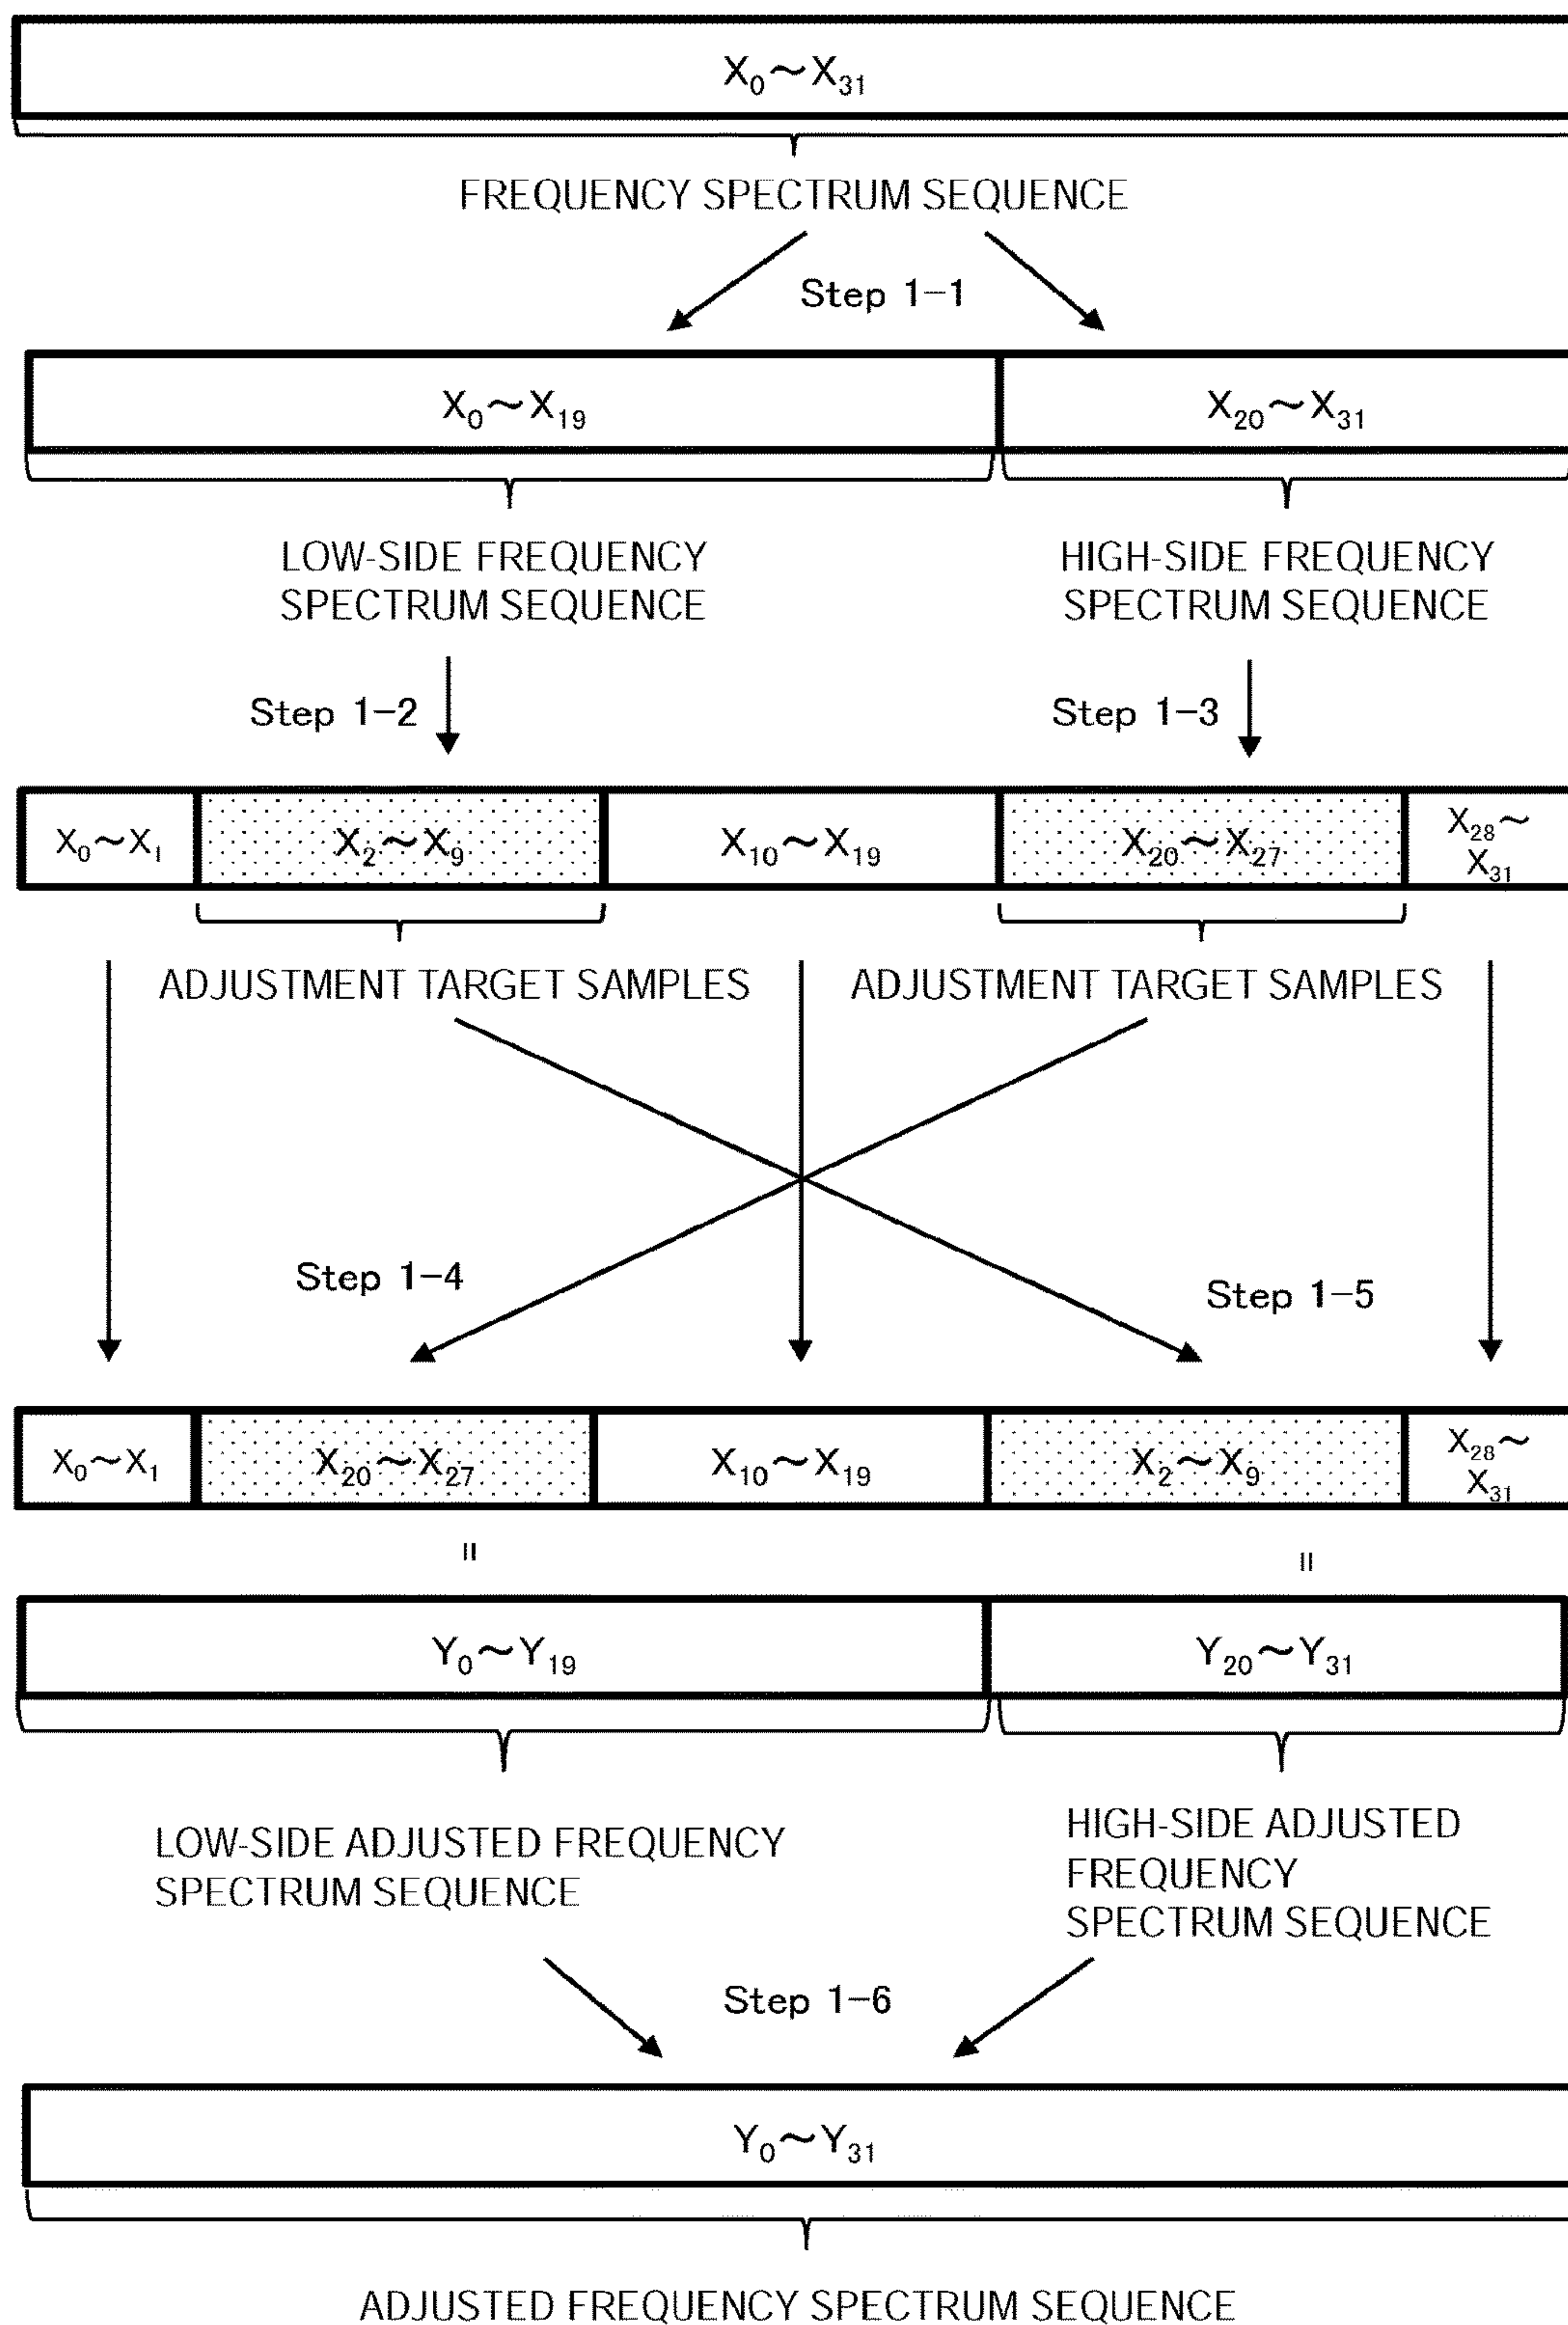 X₀～X₃₁
FREQUENCY SPECTRUM SEQUENCE
Step 1-1
X₀～X₁₉
X₂₀～X₃₁
LOW-SIDE FREQUENCY
SPECTRUM SEQUENCE
HIGH-SIDE FREQUENCY
SPECTRUM SEQUENCE
Step 1-2
Step 1-3
X₀～X₁
X₂～X₉
X₁₀～X₁₉
X₂₀～X₂₇
X₂₈～
X₃₁
ADJUSTMENT TARGET SAMPLES
ADJUSTMENT TARGET SAMPLES
Step 1-4
Step 1-5
X₀～X₁
X₂₀～X₂₇
X₁₀～X₁₉
X₂～X₉
X₂₈～
X₃₁
=
=
Y₀～Y₁₉
Y₂₀～Y₃₁
LOW-SIDE ADJUSTED FREQUENCY
SPECTRUM SEQUENCE
HIGH-SIDE ADJUSTED
FREQUENCY
SPECTRUM SEQUENCE
Step 1-6
Y₀～Y₃₁
ADJUSTED FREQUENCY SPECTRUM SEQUENCE